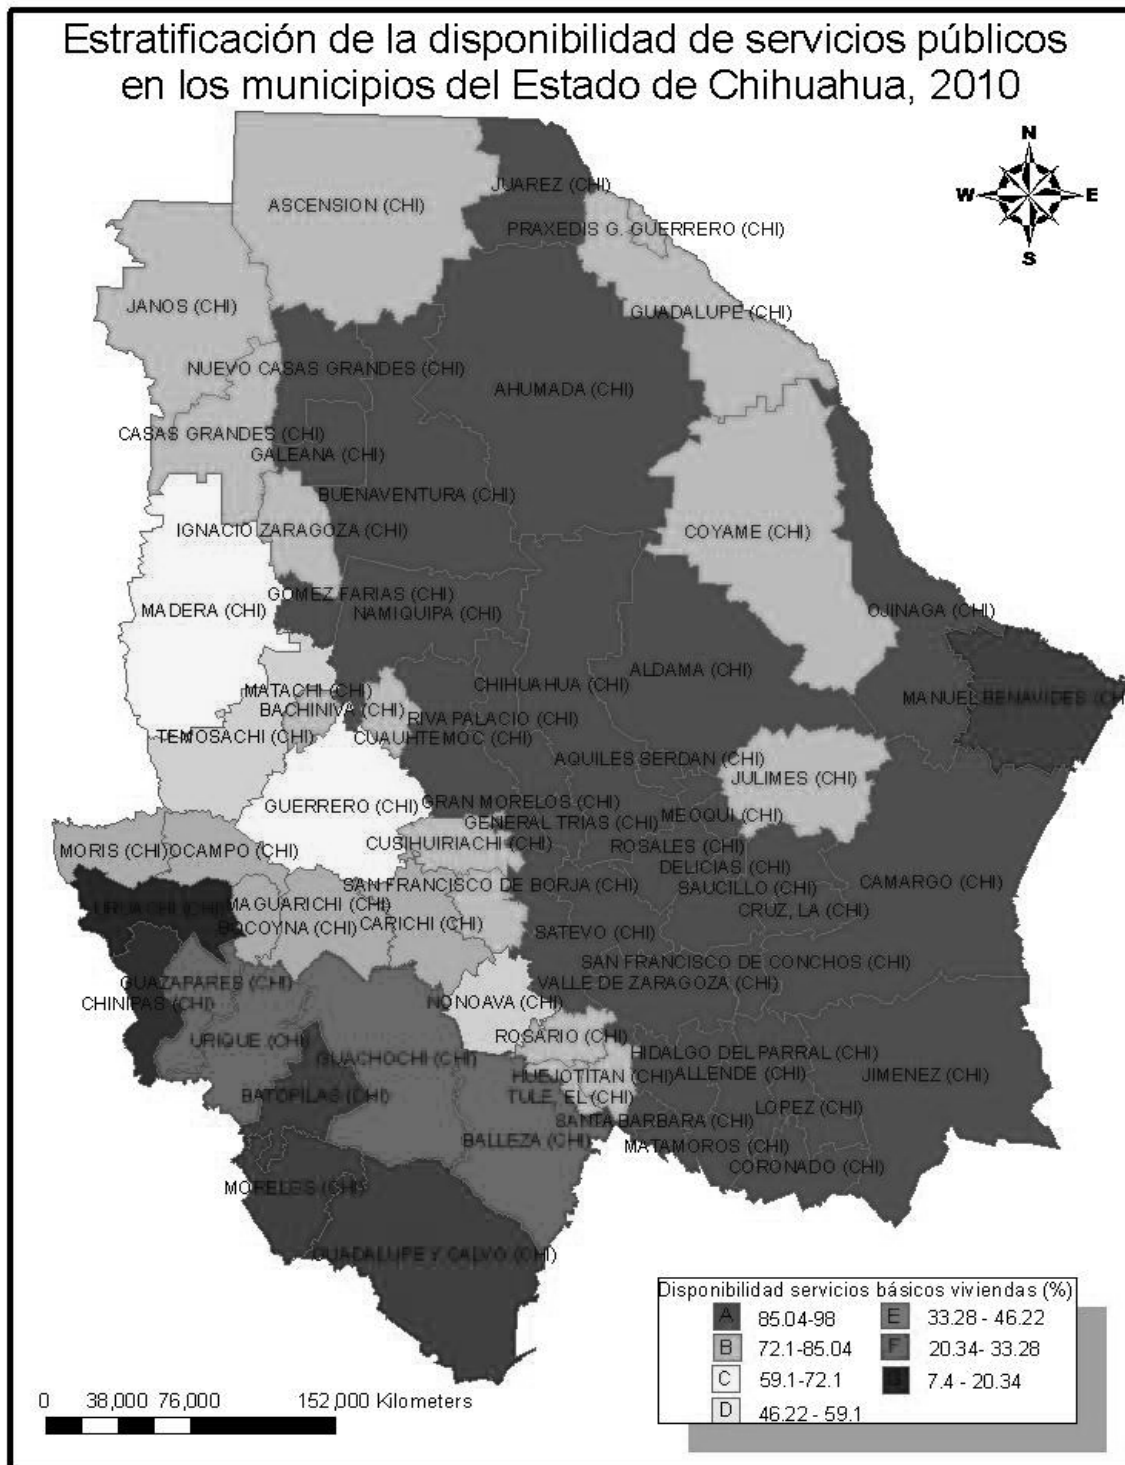 Estratificación de la disponibilidad de servicios públicos
en los municipios del Estado de Chihuahua, 2010
N
W E
S
JUAREZ (CHI)
ASCENSION (CHI)
PRAXEDIS G. GUERRERO (CHI)
JANOS (CHI)
GUADALUPE (CHI)
NUEVO CASAS GRANDES (CHI)
AHUMADA (CHI)
CASAS GRANDES (CHI)
GALEANA (CHI)
BUENAVENTURA (CHI)
IGNACIO ZARAGOZA (CHI)
COYAME (CHI)
GOMEZ FARIAS (CHI)
MADERA (CHI)
NAMIQUIPA (CHI)
OJINAGA (CHI)
ALDAMA (CHI)
MATACHI (CHI)
CHIHUAHUA (CHI)
MANUEL BENAVIDES (CHI
BACHINIVA (CHI)
RIVA PALACIO (CHI)
TEMOSACHI (CHI)
CUAUHTEMOC (CHI)
AQUILES SERDAN (CHI)
JULIMES (CHI)
GUERRERO (CHI)
GRAN MORELOS (CHI)
MEOQUI (CHI)
GENERAL TRIAS (CHI)
CUSIHUIRIACHI (CHI)
ROSALES (CHI)
MORIS (CHI)
OCAMPO (CHI)
DELICIAS (CHI)
SAN FRANCISCO DE BORJA (CHI)
SAUCILLO (CHI)
CAMARGO (CHI)
URUACHI (CHI)
MAGUARICHI (CHI)
CRUZ, LA (CHI)
BOCOYNA (CHI)
CARICHI (CHI)
SATEVO (CHI)
SAN FRANCISCO DE CONCHOS (CHI)
GUAZAPARES (CHI)
VALLE DE ZARAGOZA (CHI)
CHINIPAS (CHI)
NONOAVA (CHI)
URIQUE (CHI)
ROSARIO (CHI)
GUACHOCHI (CHI)
HIDALGO DEL PARRAL (CHI)
HUEJOTITAN (CHI)
ALLENDE (CHI)
JIMENEZ (CHI)
BATOPILAS (CHI)
TULE, EL (CHI)
LOPEZ (CHI)
SANTA BARBARA (CHI)
BALLEZA (CHI)
MATAMOROS (CHI)
CORONADO (CHI)
MORELOS (CHI)
GUADALUPE Y CALVO (CHI)
Disponibilidad servicios básicos viviendas (%)
A 85.04-98 E 33.28 - 46.22
B 72.1-85.04 F 20.34- 33.28
C 59.1-72.1 7.4 - 20.34
D 46.22 - 59.1
0 38,000 76,000 152,000 Kilometers